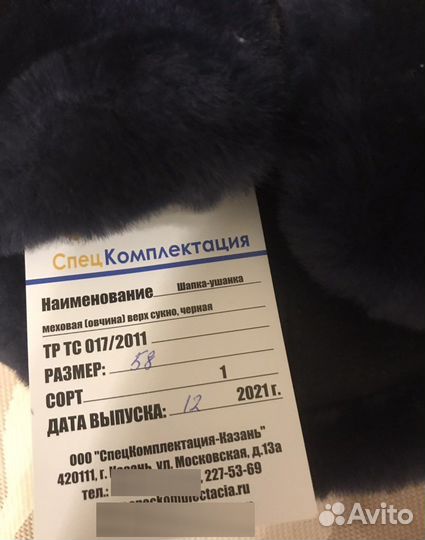 СпецКомплектация
Наименование Шапка-ушанка
меховая (овчина) верх сукно, черная
ТР ТС 017/2011
РАЗМЕР: 58
СОРТ 1
ДАТА ВЫПУСКА: 12 2021 г.
ООО "СпецКомплектация-Казань"
420111, г. Казань, ул. Московская, д.13а
тел.: 227-53-69
Avito